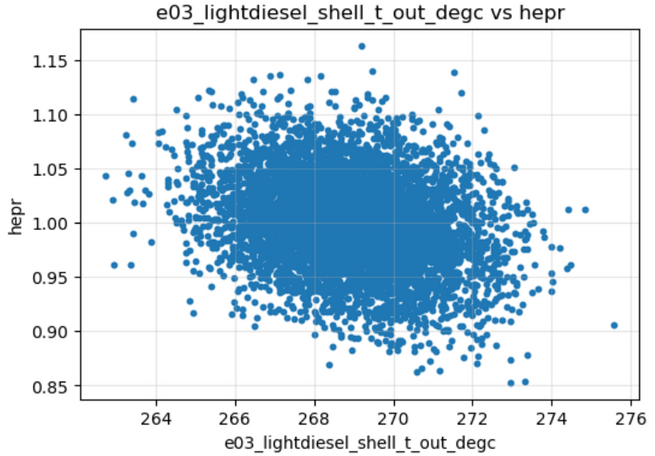 e03_lightdiesel_shell_t_out_degc vs hepr
1.15
1.10
1.05
1.00
0.95
0.90
0.85
hepr
264 266 268 270 272 274 276
e03_lightdiesel_shell_t_out_degc